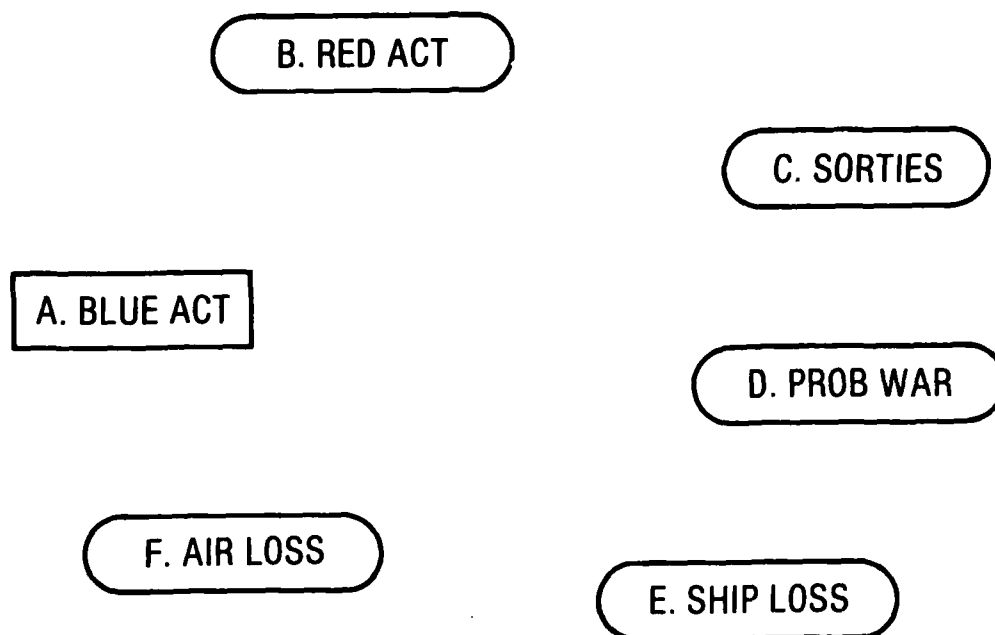 B. RED ACT
C. SORTIES
A. BLUE ACT
D. PROB WAR
F. AIR LOSS
E. SHIP LOSS